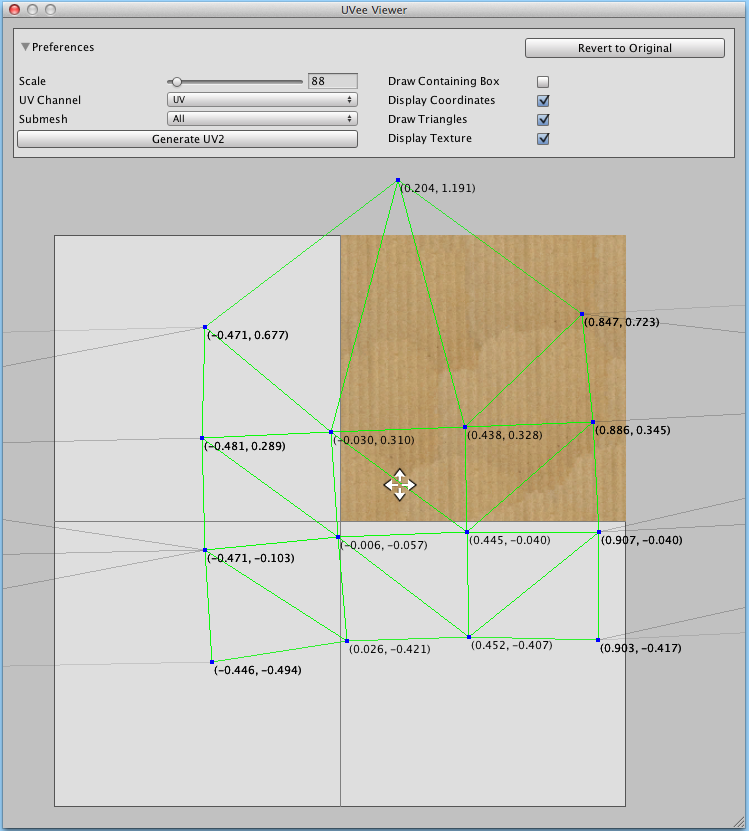 UVee Viewer
Preferences
Revert to Original
Scale
88
Draw Containing Box
UV Channel
UV
Display Coordinates
Submesh
All
Draw Triangles
Generate UV2
Display Texture
(0.204, 1.191)
(0.847, 0.723)
(-0.471, 0.677)
(-0.030, 0.310)
(0.438, 0.328)
(0.886, 0.345)
(-0.481, 0.289)
(-0.006, -0.057)
(0.445, -0.040)
(0.907, -0.040)
(-0.471, -0.103)
(0.026, -0.421)
(0.452, -0.407)
(0.903, -0.417)
(-0.446, -0.494)